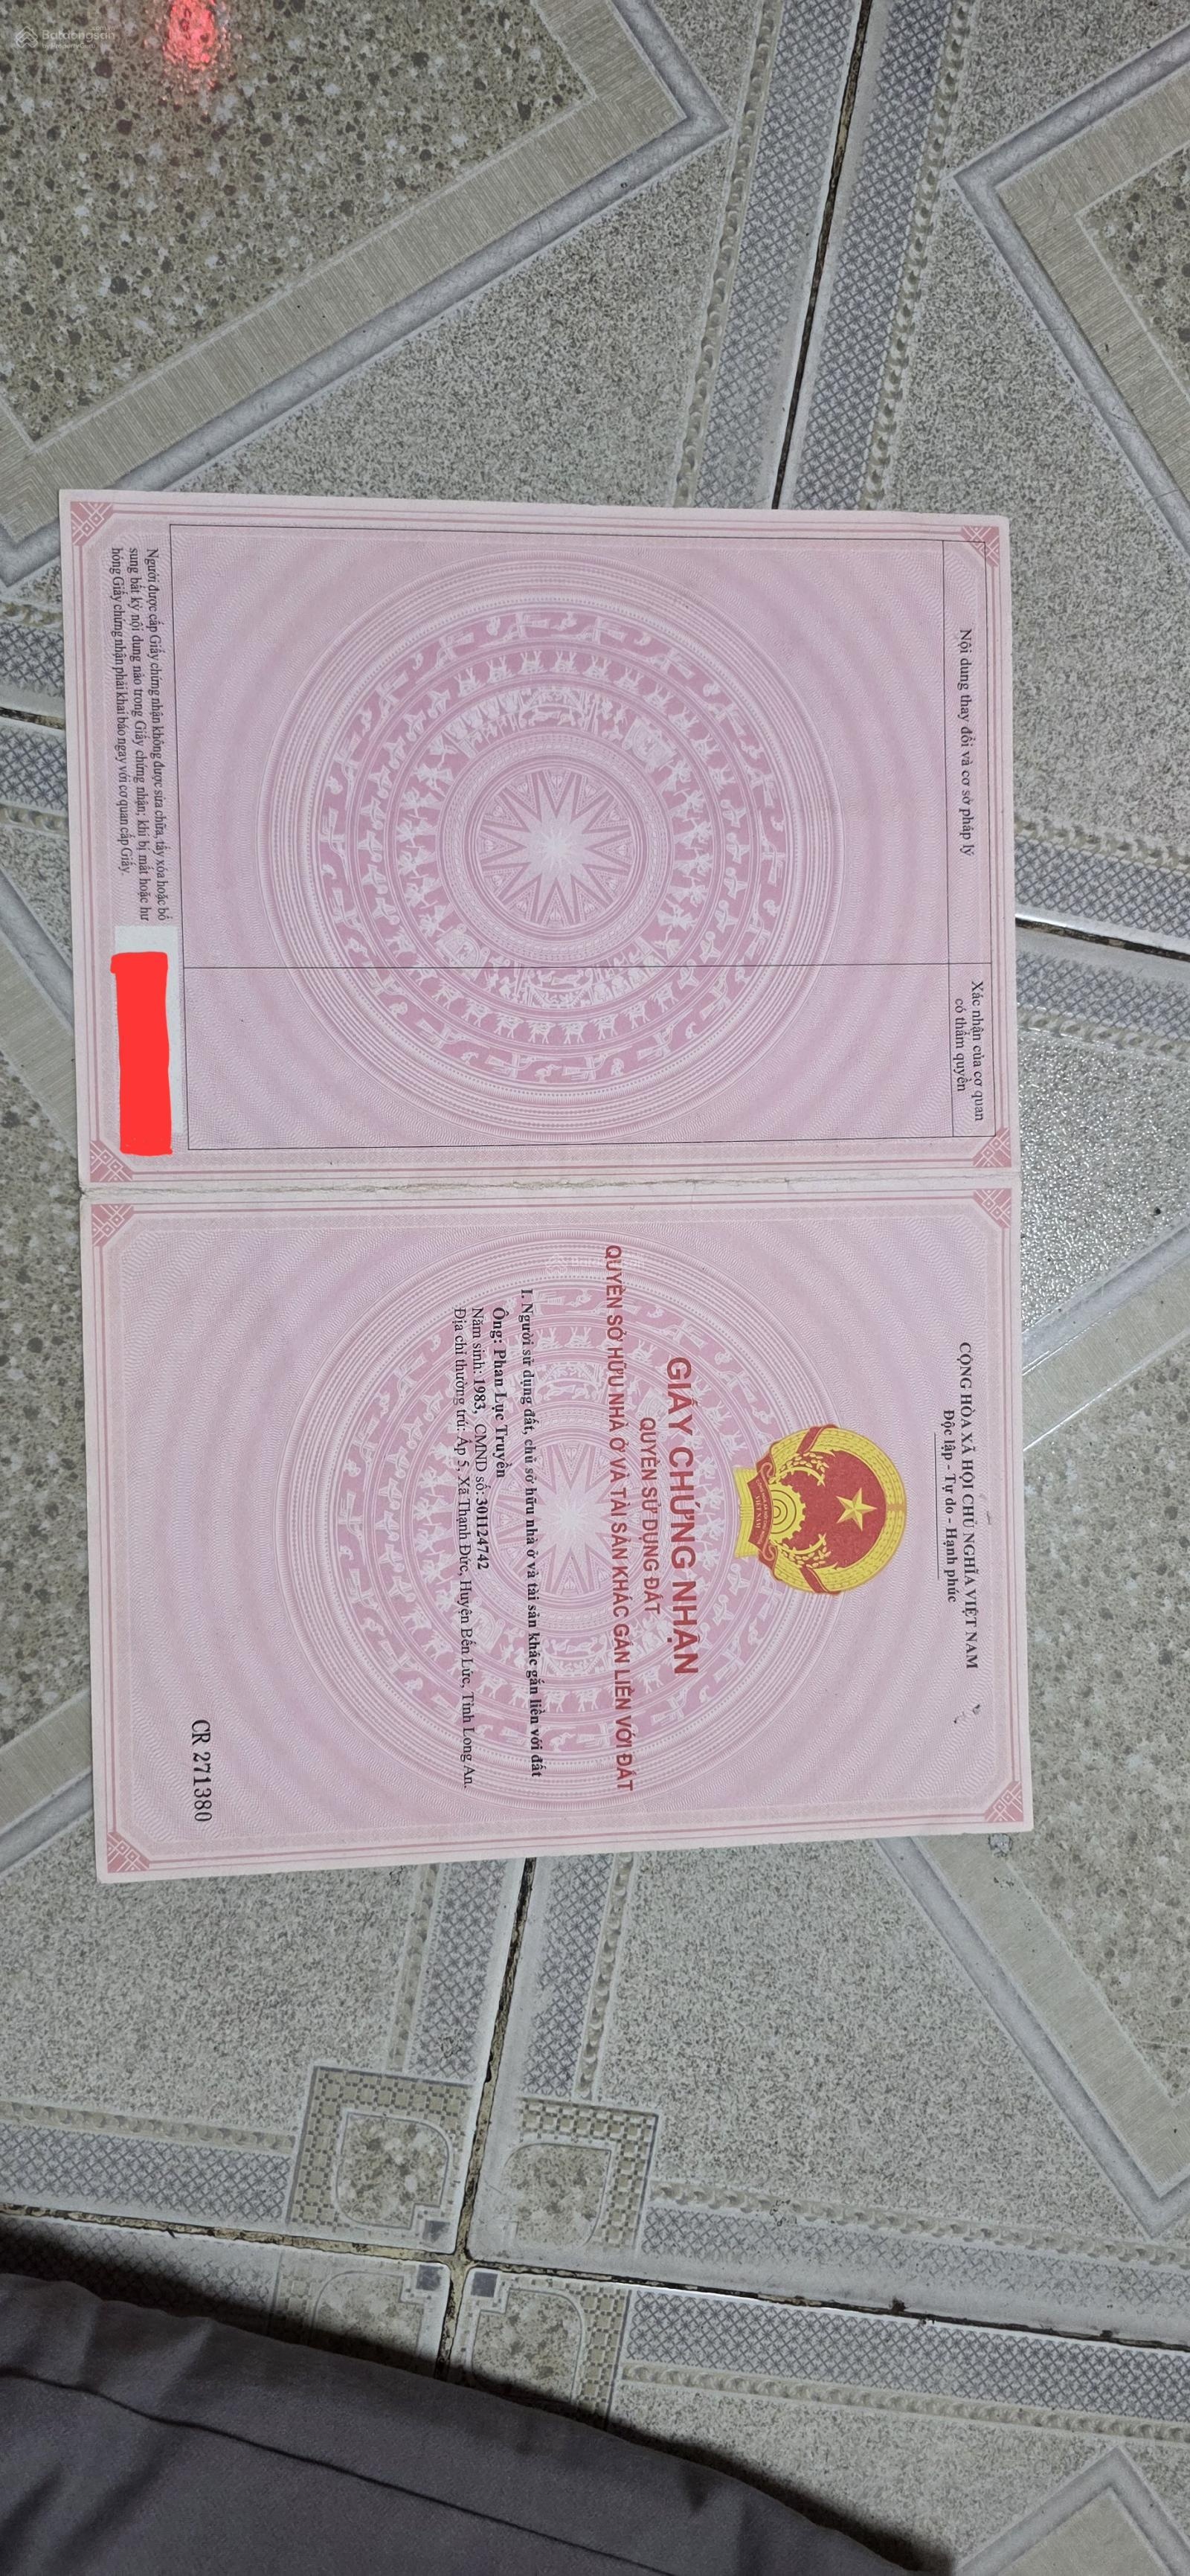 Batdongsan
by PropertyGuru
Nội dung thay đổi và cơ sở pháp lý
Xác nhận của cơ quan
có thẩm quyền
Người được cấp Giấy chứng nhận không được sửa chữa, tẩy xóa hoặc bổ
sung bất kỳ nội dung nào trong Giấy chứng nhận; khi bị mất hoặc hư
hỏng Giấy chứng nhận phải khai báo ngay với cơ quan cấp Giấy.
CỘNG HÒA XÃ HỘI CHỦ NGHĨA VIỆT NAM
Độc lập - Tự do - Hạnh phúc
VIỆT NAM
GIẤY CHỨNG NHẬN
QUYỀN SỬ DỤNG ĐẤT
QUYỀN SỞ HỮU NHÀ Ở VÀ TÀI SẢN KHÁC GẮN LIỀN VỚI ĐẤT
I. Người sử dụng đất, chủ sở hữu nhà ở và tài sản khác gắn liền với đất
Ông: Phan Lục Truyền
Năm sinh: 1983, CMND số: 301124742
Địa chỉ thường trú: Ấp 5, Xã Thạnh Đức, Huyện Bến Lức, Tỉnh Long An.
CR 271380